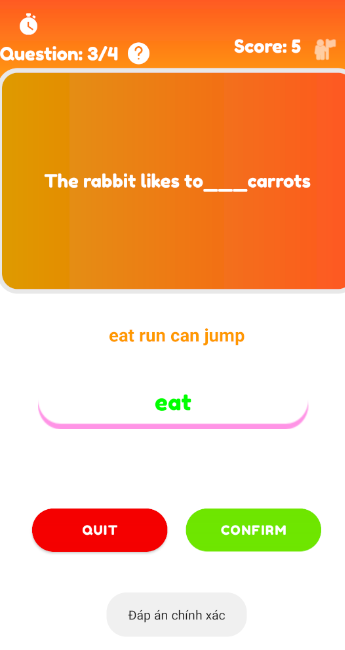 Question: 3/4 ?
Score: 5
The rabbit likes to___carrots
eat run can jump
eat
QUIT
CONFIRM
Đáp án chính xác